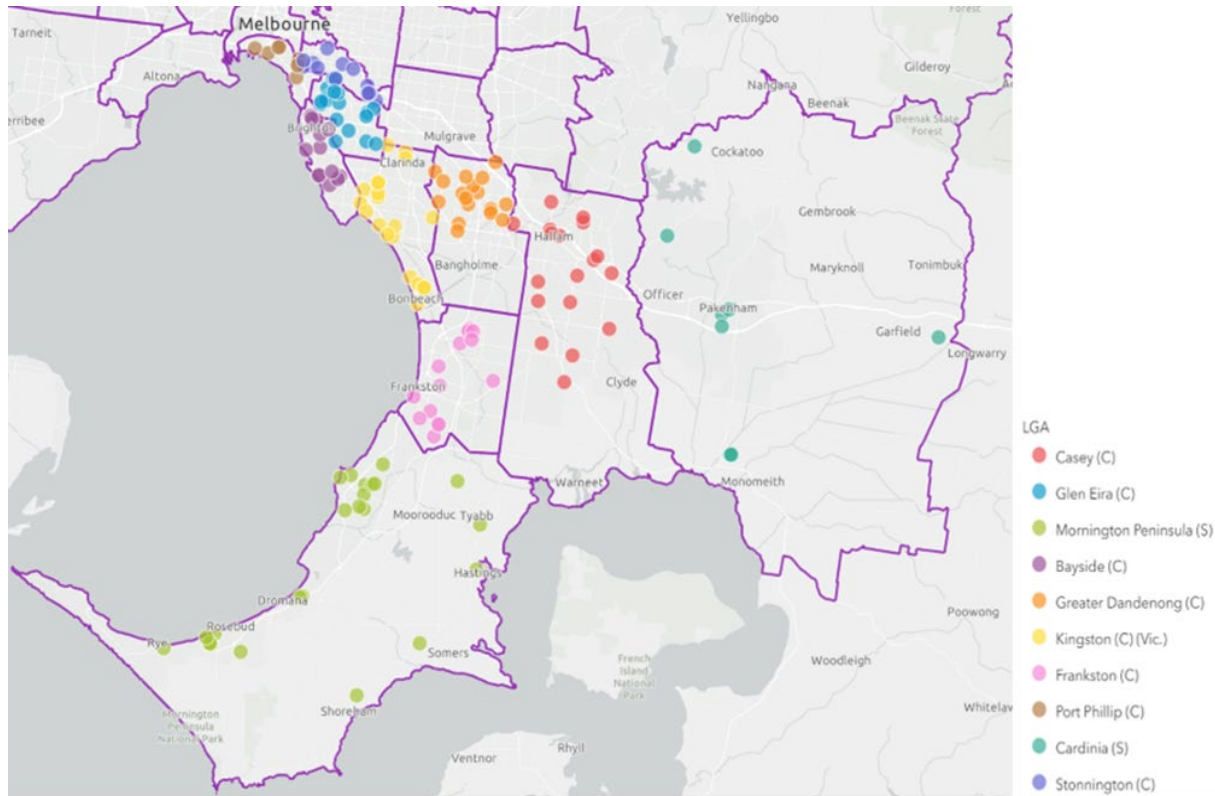 Melbourne
Yellingbo
Forest
Tarneit
Gilderoy
Altona
Nangana
Beenak
erribee
Beenak State
Forest
Brighton
Mulgrave
Clarinda
Cockatoo
Gembrook
Hallam
Bangholme
Maryknoll
Tonimbuk
Officer
Bonbeach
Pakenham
Garfield
Longwarry
Frankston
Clyde
Warneet
Monomeith
Moorooduc
Tyabb
Hastings
Dromana
Poowong
Rosebud
Rye
Somers
Woodleigh
French
Island
National
Park
Shoreham
Whitelaw
Mornington
Peninsula
National Park
Rhyll
Ventnor
LGA
Casey (C)
Glen Eira (C)
Mornington Peninsula (S)
Bayside (C)
Greater Dandenong (C)
Kingston (C) (Vic.)
Frankston (C)
Port Phillip (C)
Cardinia (S)
Stonnington (C)